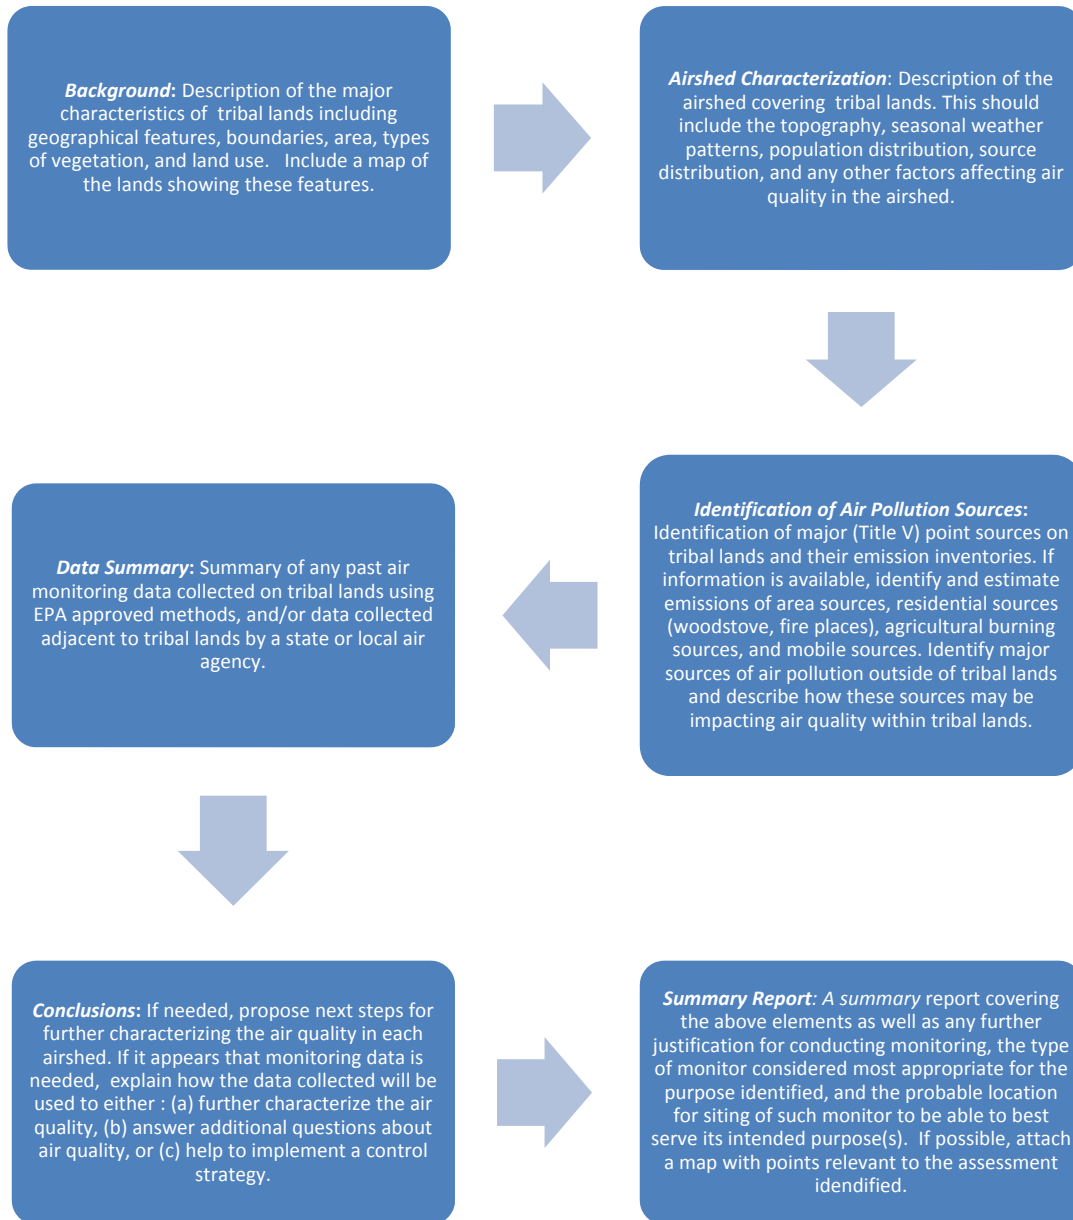 Background: Description of the major
characteristics of tribal lands including
geographical features, boundaries, area, types
of vegetation, and land use. Include a map of
the lands showing these features.
Airshed Characterization: Description of the
airshed covering tribal lands. This should
include the topography, seasonal weather
patterns, population distribution, source
distribution, and any other factors affecting air
quality in the airshed.
Identification of Air Pollution Sources:
Identification of major (Title V) point sources on
tribal lands and their emission inventories. If
information is available, identify and estimate
emissions of area sources, residential sources
(woodstove, fire places), agricultural burning
sources, and mobile sources. Identify major
sources of air pollution outside of tribal lands
and describe how these sources may be
impacting air quality within tribal lands.
Data Summary: Summary of any past air
monitoring data collected on tribal lands using
EPA approved methods, and/or data collected
adjacent to tribal lands by a state or local air
agency.
Conclusions: If needed, propose next steps for
further characterizing the air quality in each
airshed. If it appears that monitoring data is
needed, explain how the data collected will be
used to either : (a) further characterize the air
quality, (b) answer additional questions about
air quality, or (c) help to implement a control
strategy.
Summary Report: A summary report covering
the above elements as well as any further
justification for conducting monitoring, the type
of monitor considered most appropriate for the
purpose identified, and the probable location
for siting of such monitor to be able to best
serve its intended purpose(s). If possible, attach
a map with points relevant to the assessment
idendified.